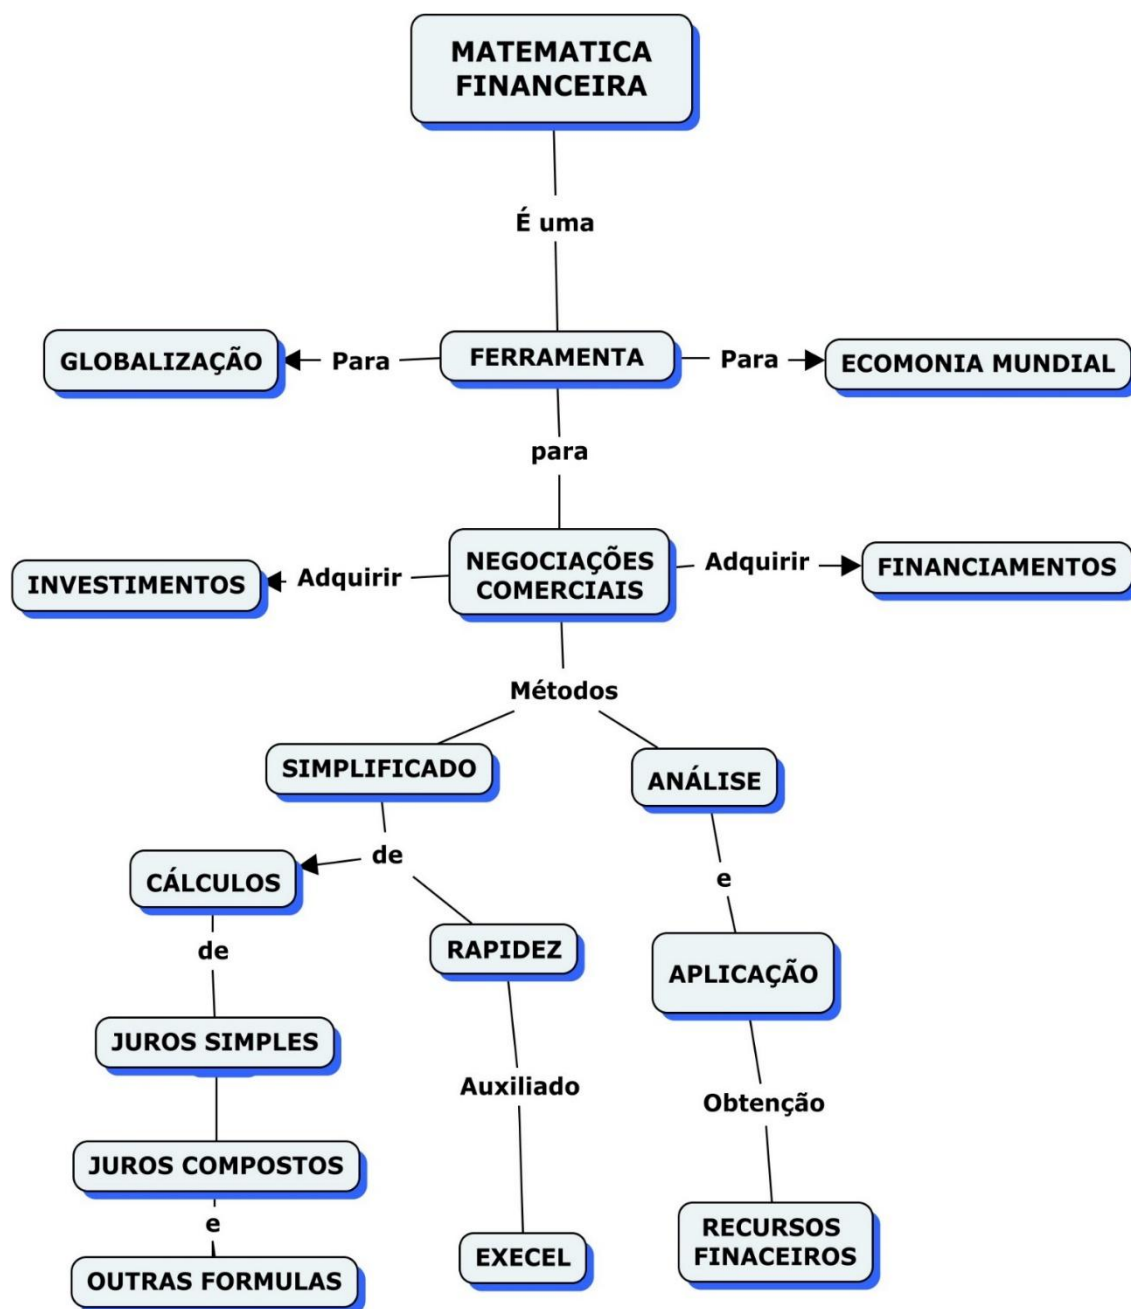 MATEMATICA
FINANCEIRA
É uma
GLOBALIZAÇÃO
Para
FERRAMENTA
Para
ECOMONIA MUNDIAL
para
INVESTIMENTOS
Adquirir
NEGOCIAÇÕES
COMERCIAIS
Adquirir
FINANCIAMENTOS
Métodos
SIMPLIFICADO
ANÁLISE
de
CÁLCULOS
e
de
RAPIDEZ
APLICAÇÃO
JUROS SIMPLES
Auxiliado
Obtenção
JUROS COMPOSTOS
e
OUTRAS FORMULAS
EXECEL
RECURSOS
FINACEIROS